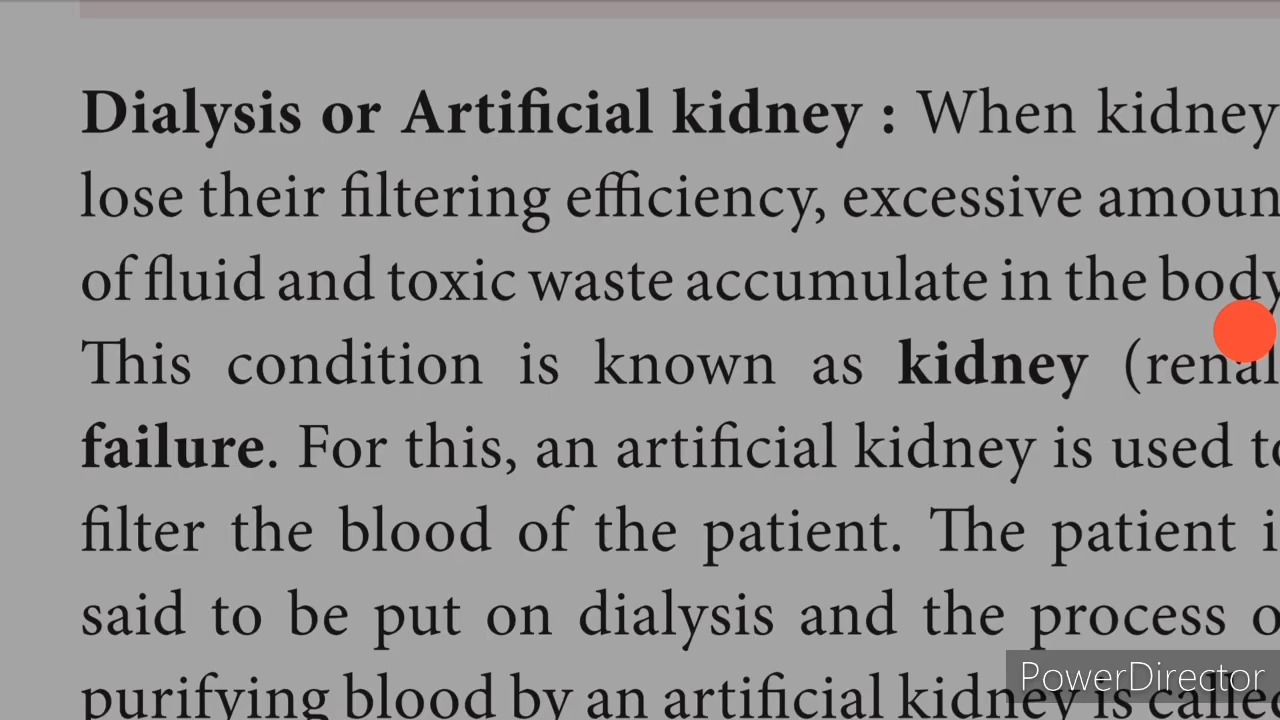 Dialysis or Artificial kidney : When kidney
lose their filtering efficiency, excessive amoun
of fluid and toxic waste accumulate in the body
This condition is known as kidney (renal
failure. For this, an artificial kidney is used to
filter the blood of the patient. The patient i
said to be put on dialysis and the process o
purifying blood by an artificial kidney is called
PowerDirector